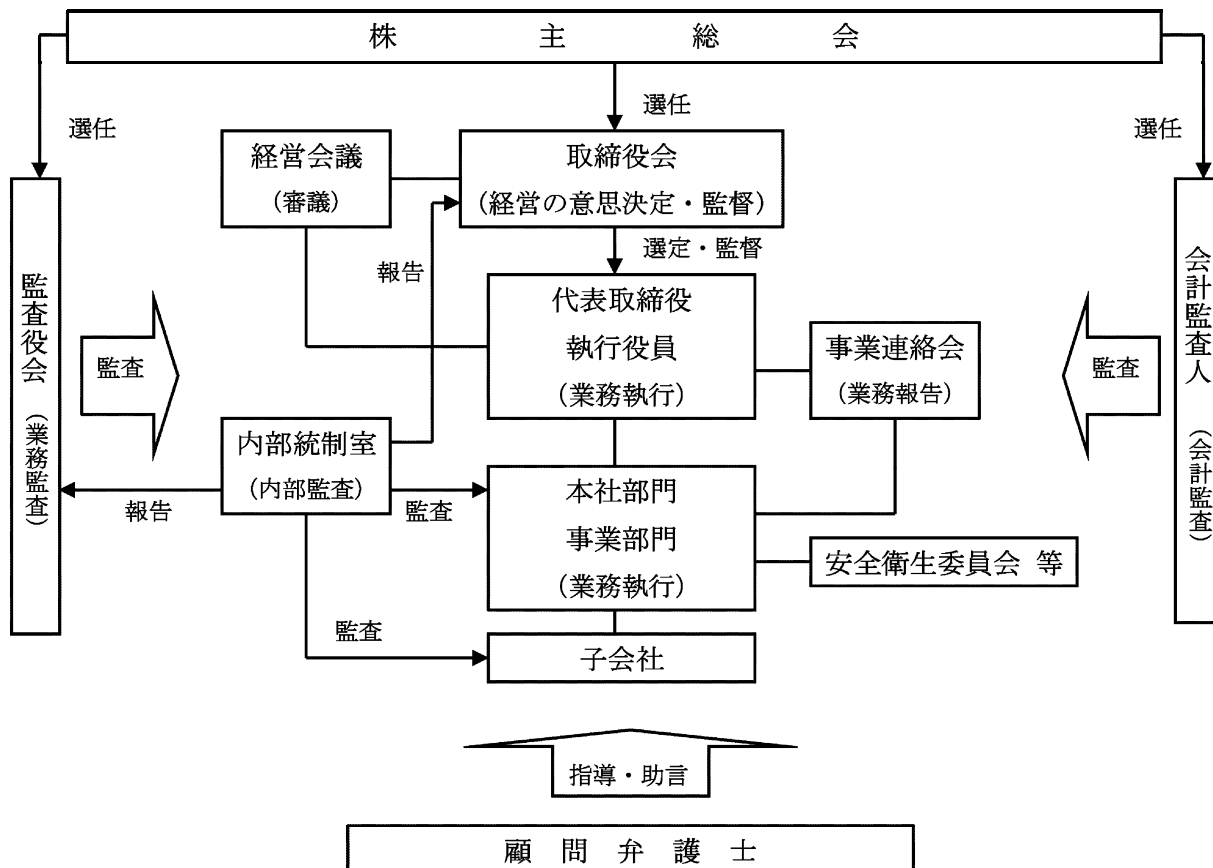 株主総会
選任
選任
選任
経営会議
(審議)
取締役会
(経営の意思決定・監督)
選定・監督
報告
監査役会(業務監査)
監査
代表取締役
執行役員
(業務執行)
事業連絡会
(業務報告)
監査
会計監査人(会計監査)
内部統制室
(内部監査)
報告
監査
本社部門
事業部門
(業務執行)
安全衛生委員会 等
監査
子会社
指導・助言
顧問弁護士